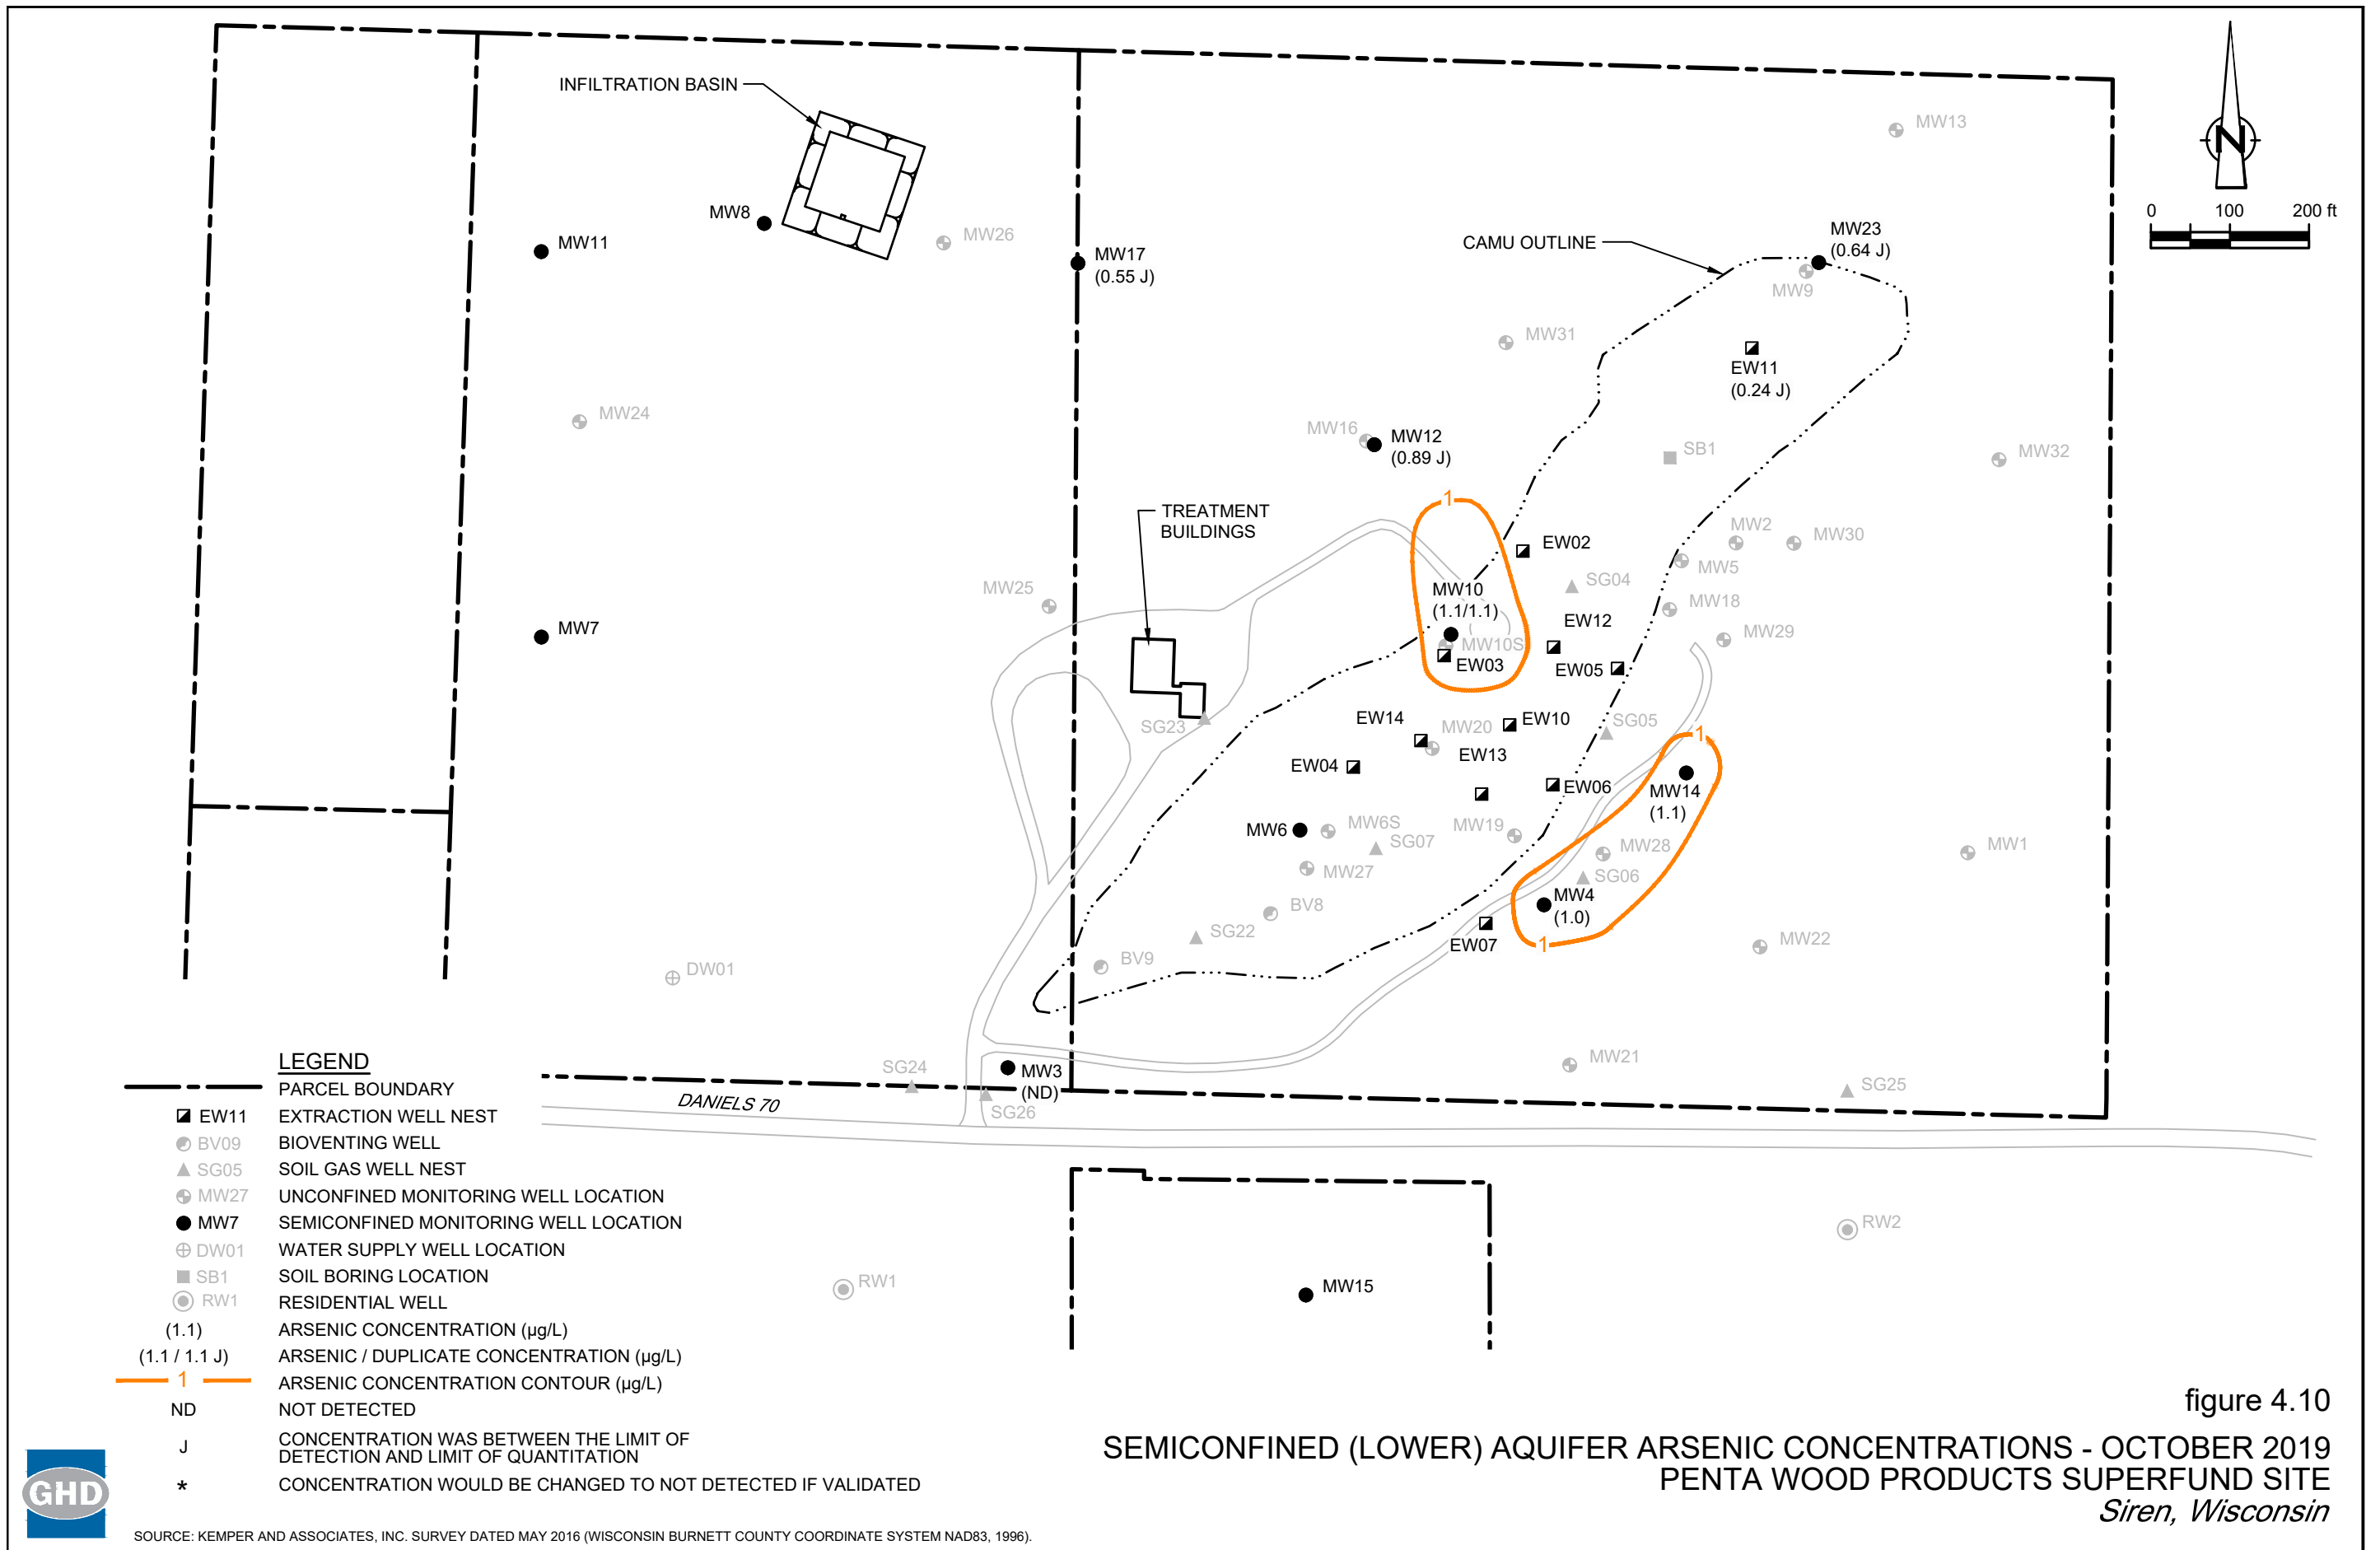 INFILTRATION BASIN
MW13
MW8
MW11
MW26
MW17
(0.55 J)
CAMU OUTLINE
MW23
(0.64 J)
MW9
N
0 100 200 ft
MW31
EW11
(0.24 J)
MW24
MW16
MW12
(0.89 J)
SB1
MW32
1
TREATMENT
BUILDINGS
EW02
MW2
MW30
MW5
MW25
SG04
MW10
(1.1/1.1)
MW18
EW12
MW29
MW7
MW10S
EW03
EW05
SG23
EW14
MW20
EW10
SG05
1
EW13
EW04
EW06
MW14
(1.1)
MW6
MW6S
MW19
SG07
MW28
MW1
MW27
SG06
BV8
MW4
(1.0)
SG22
EW07
1
MW22
BV9
DW01
MW21
SG24
MW3
(ND)
SG26
SG25
DANIELS 70
RW2
RW1
MW15
LEGEND
PARCEL BOUNDARY
EW11 EXTRACTION WELL NEST
BV09 BIOVENTING WELL
SG05 SOIL GAS WELL NEST
MW27 UNCONFINED MONITORING WELL LOCATION
MW7 SEMICONFINED MONITORING WELL LOCATION
DW01 WATER SUPPLY WELL LOCATION
SB1 SOIL BORING LOCATION
RW1 RESIDENTIAL WELL
(1.1) ARSENIC CONCENTRATION (µg/L)
(1.1 / 1.1 J) ARSENIC / DUPLICATE CONCENTRATION (µg/L)
1 ARSENIC CONCENTRATION CONTOUR (µg/L)
ND NOT DETECTED
J CONCENTRATION WAS BETWEEN THE LIMIT OF
DETECTION AND LIMIT OF QUANTITATION
* CONCENTRATION WOULD BE CHANGED TO NOT DETECTED IF VALIDATED
GHD
SOURCE: KEMPER AND ASSOCIATES, INC. SURVEY DATED MAY 2016 (WISCONSIN BURNETT COUNTY COORDINATE SYSTEM NAD83, 1996).
figure 4.10
SEMICONFINED (LOWER) AQUIFER ARSENIC CONCENTRATIONS - OCTOBER 2019
PENTA WOOD PRODUCTS SUPERFUND SITE
Siren, Wisconsin